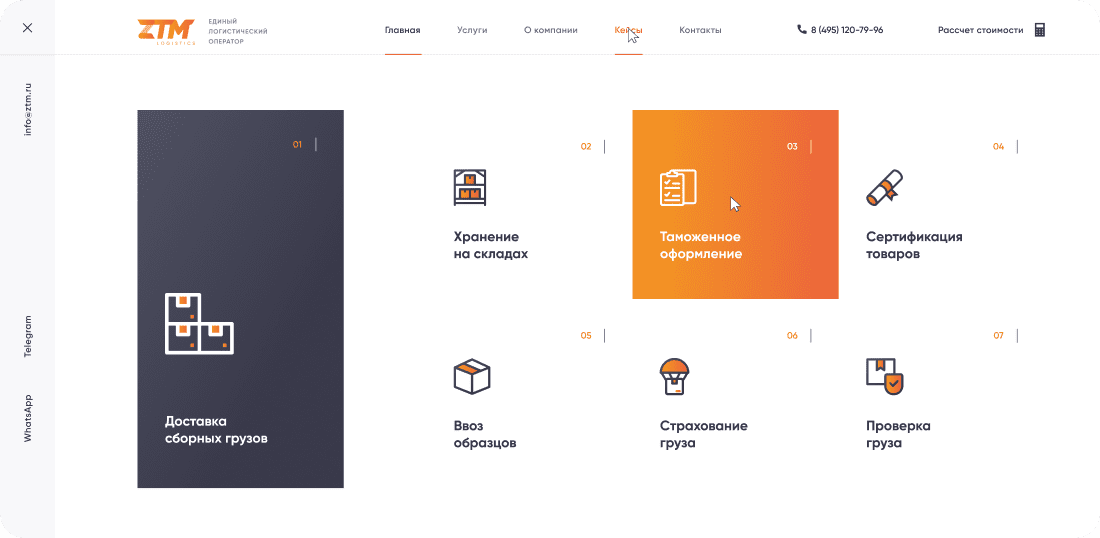 ZTM
LOGISTICS
ЕДИНЫЙ
ЛОГИСТИЧЕСКИЙ
ОПЕРАТОР
Главная
Услуги
О компании
Кейсы
Контакты
8 (495) 120-79-96
Рассчет стоимости
info@ztm.ru
Telegram
WhatsApp
01
Доставка
сборных грузов
02
Хранение
на складах
03
Таможенное
оформление
04
Сертификация
товаров
05
Ввоз
образцов
06
Страхование
груза
07
Проверка
груза